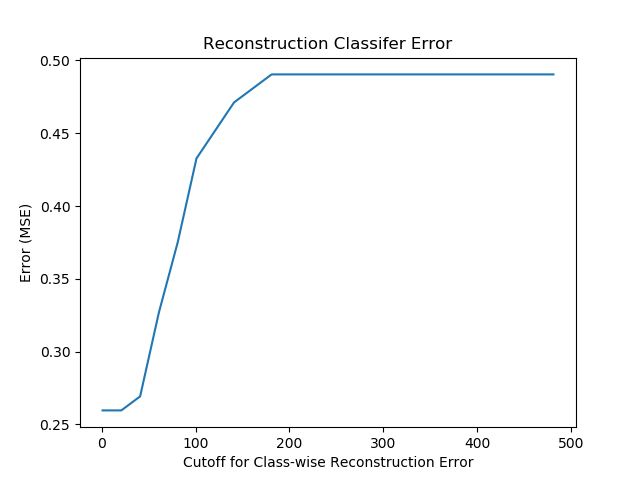 Reconstruction Classifer Error
0.50
0.45
0.40
0.35
0.30
0.25
Error (MSE)
0 100 200 300 400 500
Cutoff for Class-wise Reconstruction Error